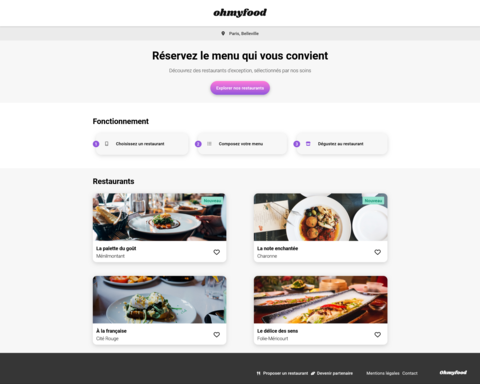 ohmyfood
Paris, Belleville
Réservez le menu qui vous convient
Découvrez des restaurants d'exception, sélectionnés par nos soins.
Explorer nos restaurants
Fonctionnement
1 Choisissez un restaurant
2 Composez votre menu
3 Dégustez au restaurant
Restaurants
Nouveau
Nouveau
La palette du goût
Ménilmontant
La note enchantée
Charonne
À la française
Cité Rouge
Le délice des sens
Folie-Méricourt
Proposer un restaurant Devenir partenaire Mentions légales Contact Ohmyfood